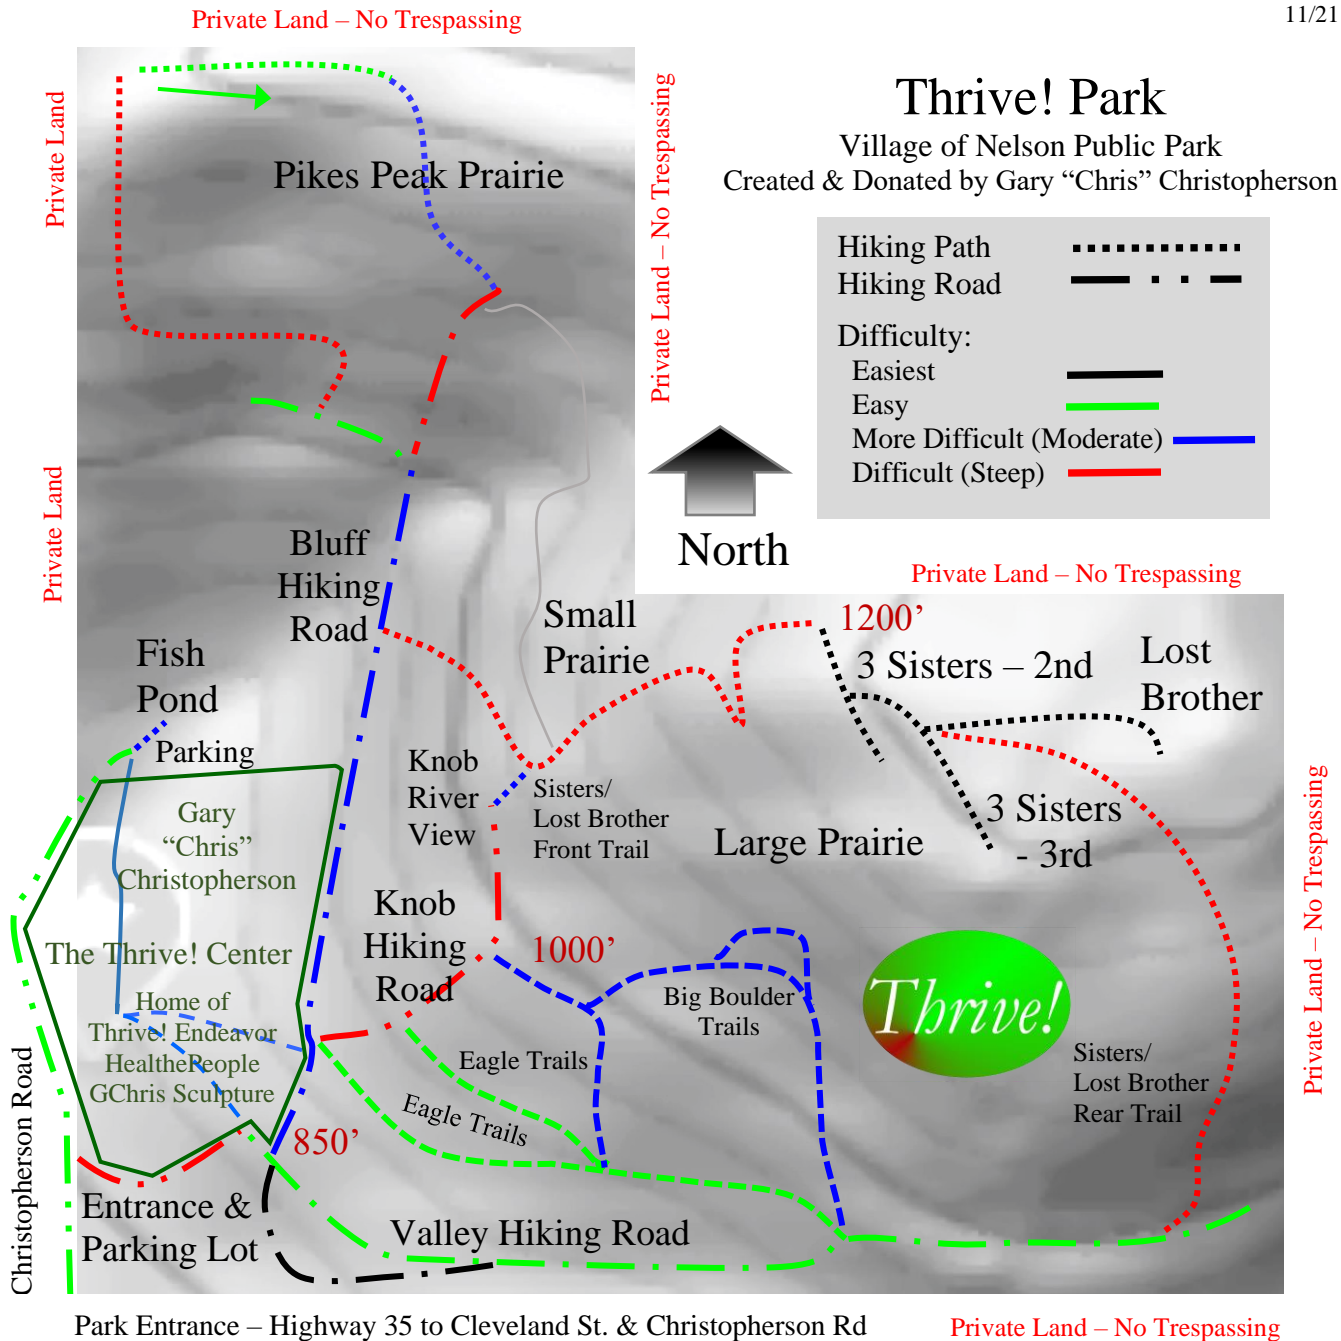 Private Land – No Trespassing
11/21
Thrive! Park
Village of Nelson Public Park
Created & Donated by Gary “Chris” Christopherson
Private Land
Private Land – No Trespassing
Pikes Peak Prairie
Hiking Path
Hiking Road
Difficulty:
Easiest
Easy
More Difficult (Moderate)
Difficult (Steep)
North
Private Land
Bluff
Hiking
Road
Private Land – No Trespassing
Small
Prairie
1200’
3 Sisters – 2nd
Lost
Brother
Fish
Pond
Parking
Knob
River
View
Sisters/
Lost Brother
Front Trail
Large Prairie
3 Sisters
- 3rd
Private Land – No Trespassing
Gary
“Chris”
Christopherson
The Thrive! Center
Home of
Thrive! Endeavor
HealthePeople
GChris Sculpture
Knob
Hiking
Road
1000’
Big Boulder
Trails
Thrive!
Sisters/
Lost Brother
Rear Trail
Eagle Trails
Eagle Trails
850’
Christopherson Road
Entrance &
Parking Lot
Valley Hiking Road
Park Entrance – Highway 35 to Cleveland St. & Christopherson Rd
Private Land – No Trespassing